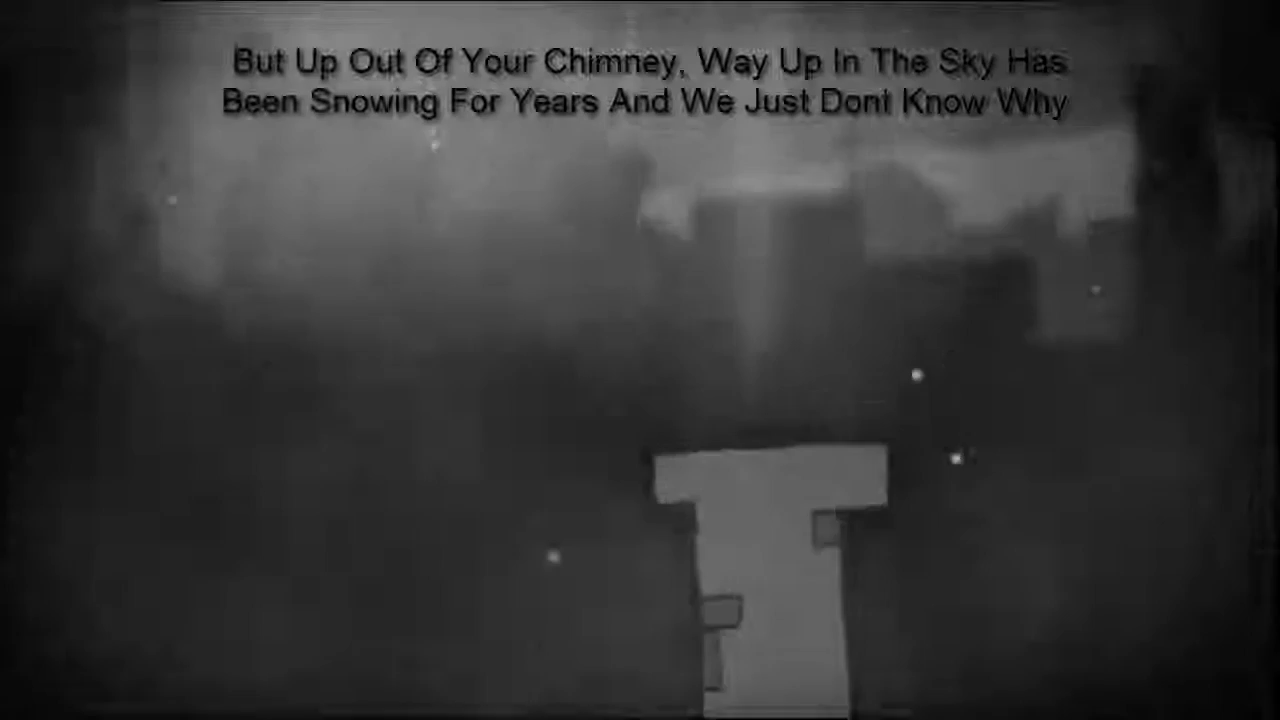 But Up Out Of Your Chimney, Way Up In The Sky Has
Been Snowing For Years And We Just Dont Know Why